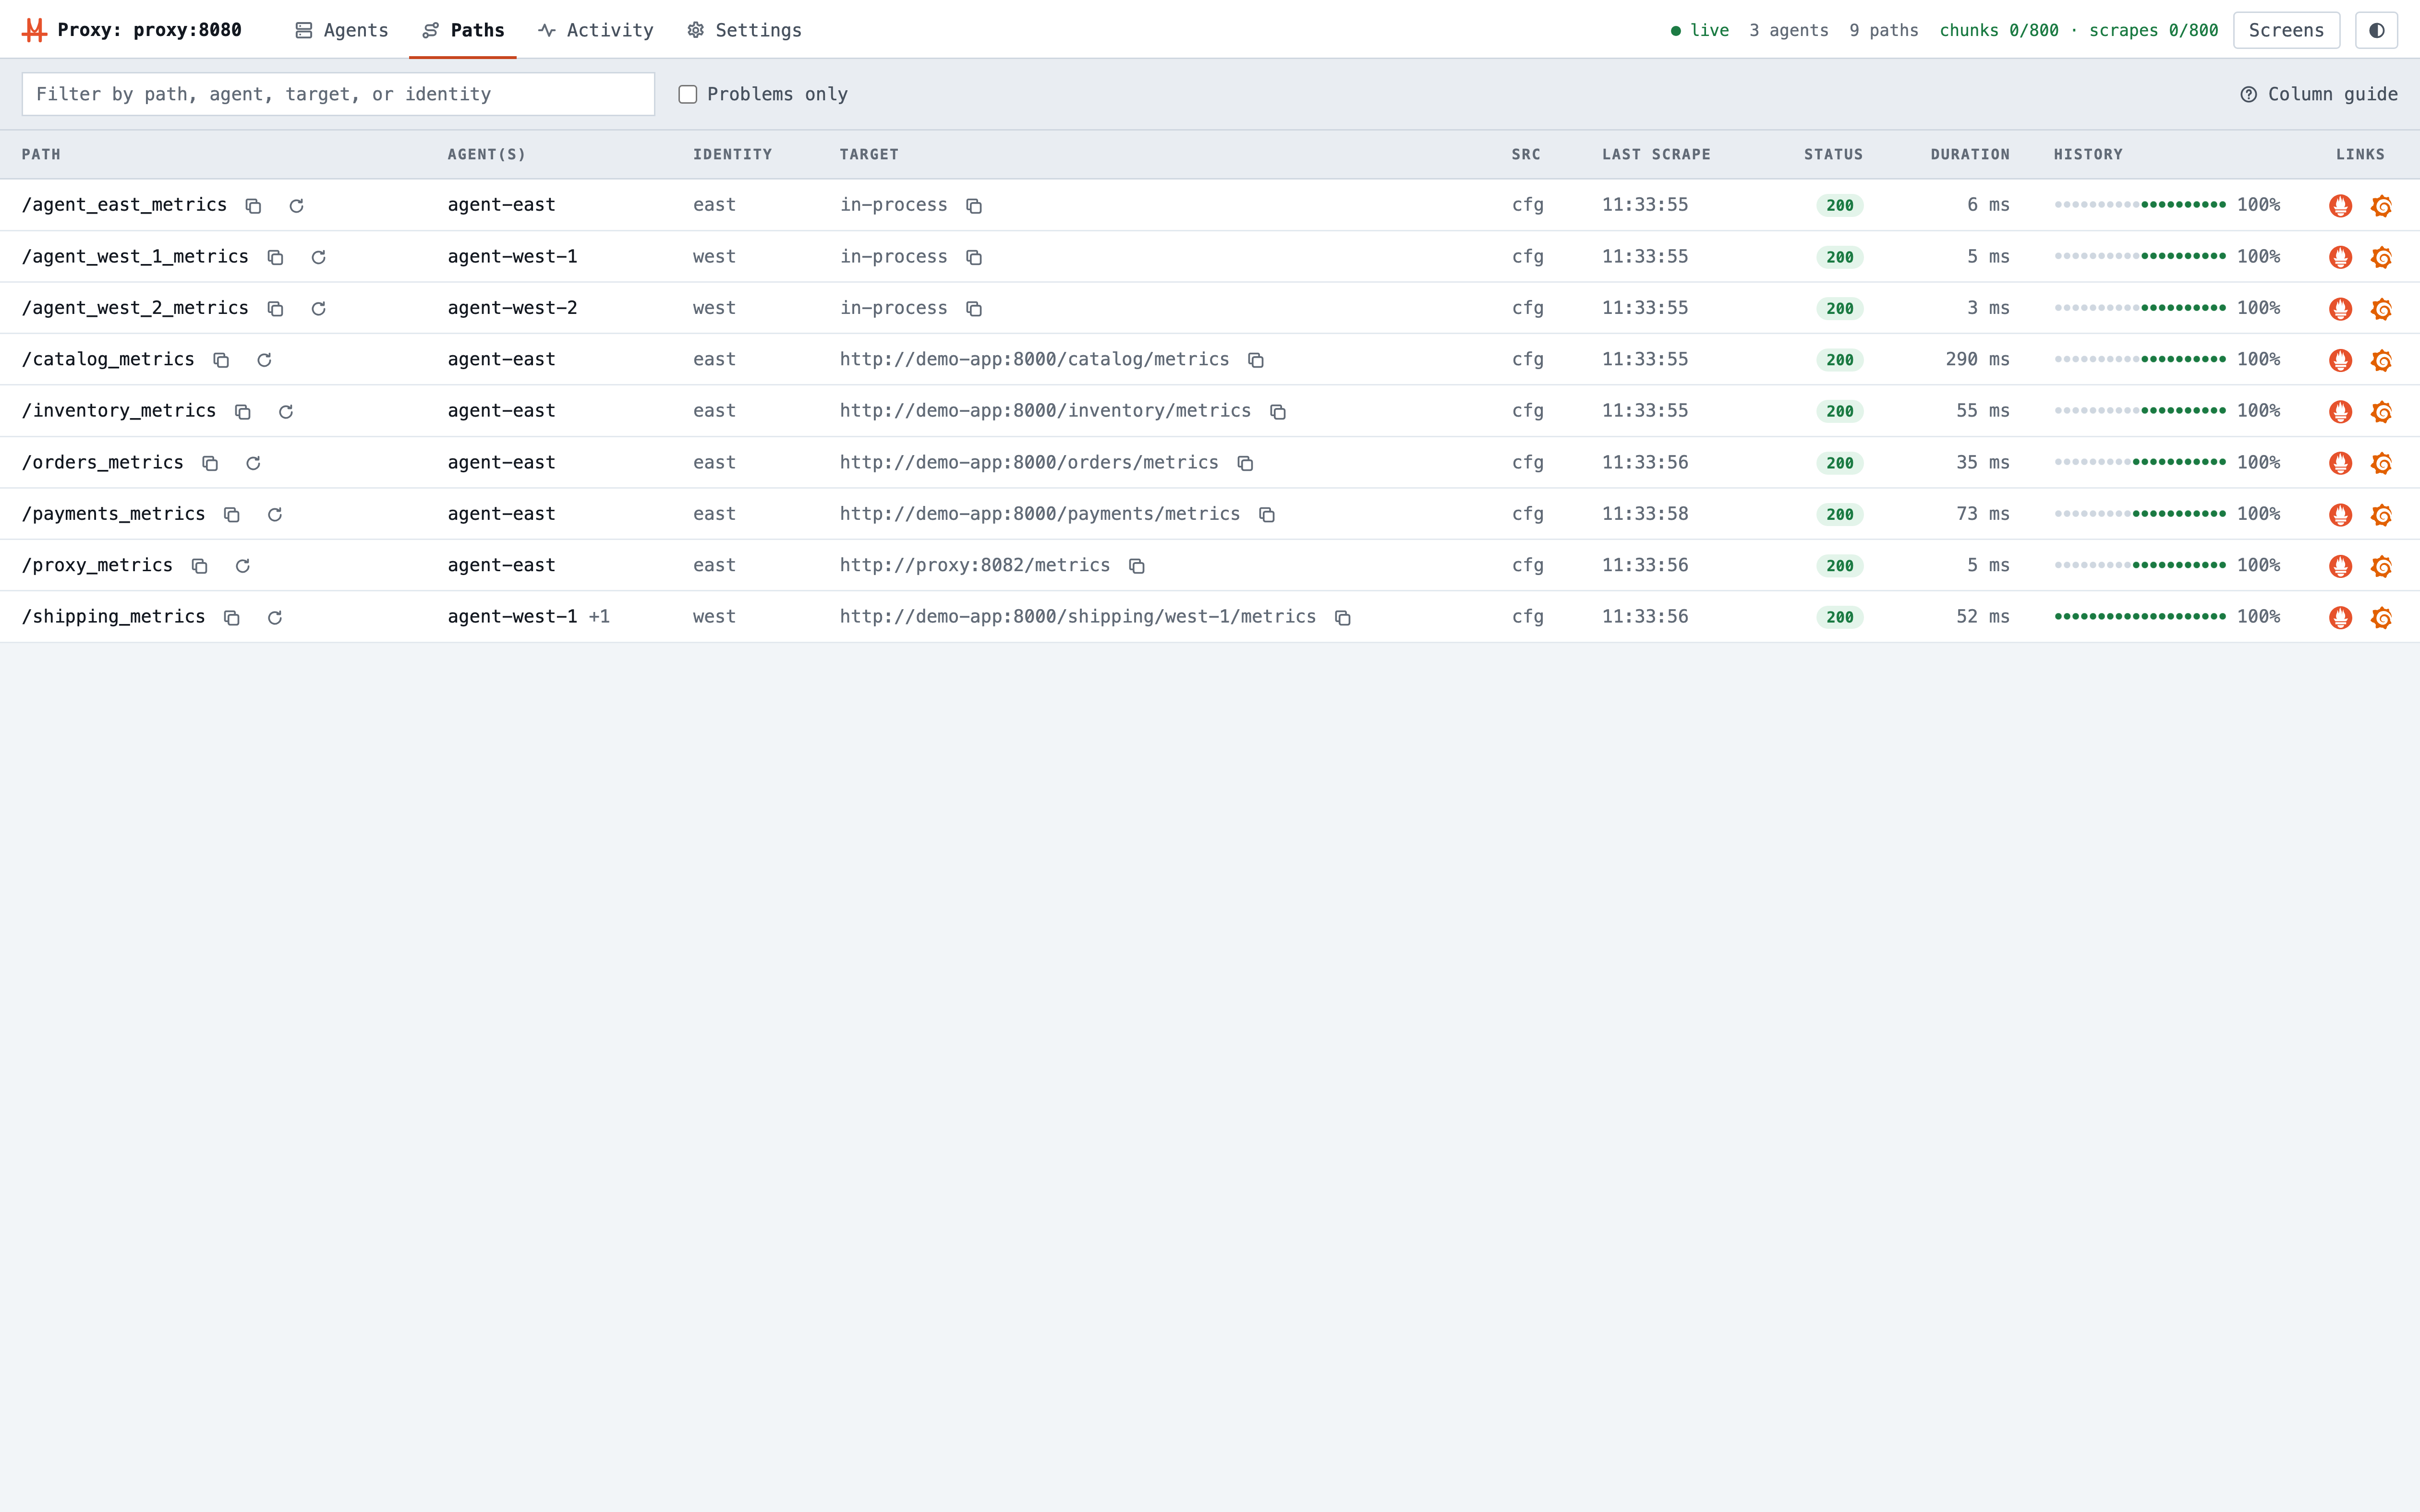 Proxy: proxy:8080 Agents Paths Activity Settings live 3 agents 9 paths chunks 0/800 · scrapes 0/800 Screens
Filter by path, agent, target, or identity Problems only Column guide
PATH AGENT(S) IDENTITY TARGET SRC LAST SCRAPE STATUS DURATION HISTORY LINKS
/agent_east_metrics agent-east east in-process cfg 11:33:55 200 6 ms 100%
/agent_west_1_metrics agent-west-1 west in-process cfg 11:33:55 200 5 ms 100%
/agent_west_2_metrics agent-west-2 west in-process cfg 11:33:55 200 3 ms 100%
/catalog_metrics agent-east east http://demo-app:8000/catalog/metrics cfg 11:33:55 200 290 ms 100%
/inventory_metrics agent-east east http://demo-app:8000/inventory/metrics cfg 11:33:55 200 55 ms 100%
/orders_metrics agent-east east http://demo-app:8000/orders/metrics cfg 11:33:56 200 35 ms 100%
/payments_metrics agent-east east http://demo-app:8000/payments/metrics cfg 11:33:58 200 73 ms 100%
/proxy_metrics agent-east east http://proxy:8082/metrics cfg 11:33:56 200 5 ms 100%
/shipping_metrics agent-west-1 +1 west http://demo-app:8000/shipping/west-1/metrics cfg 11:33:56 200 52 ms 100%